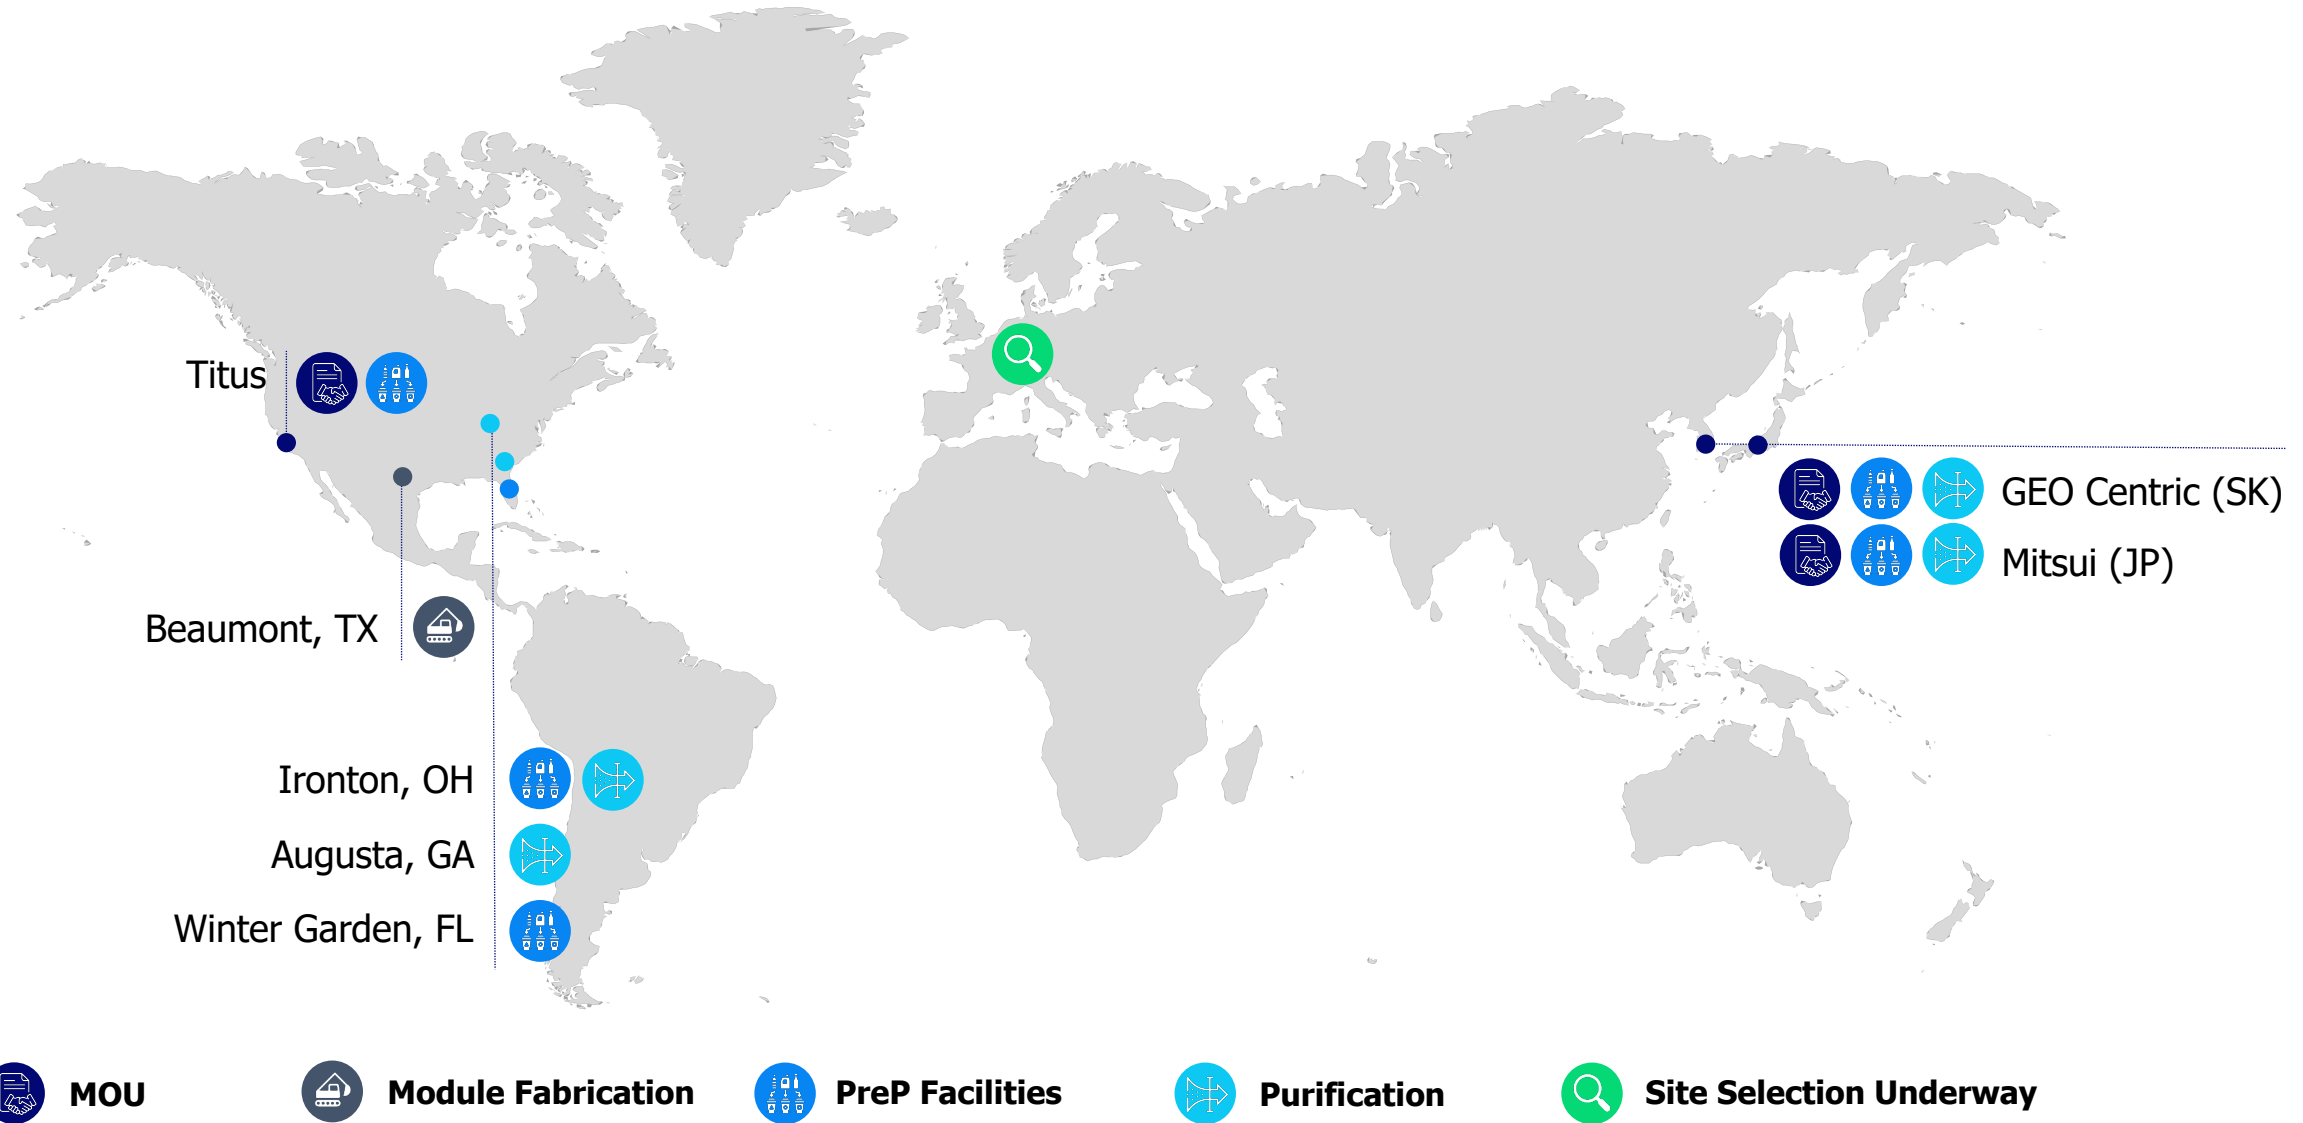 Titus
GEO Centric (SK)
Mitsui (JP)
Beaumont, TX
Ironton, OH
Augusta, GA
Winter Garden, FL
MOU
Module Fabrication
PreP Facilities
Purification
Site Selection Underway